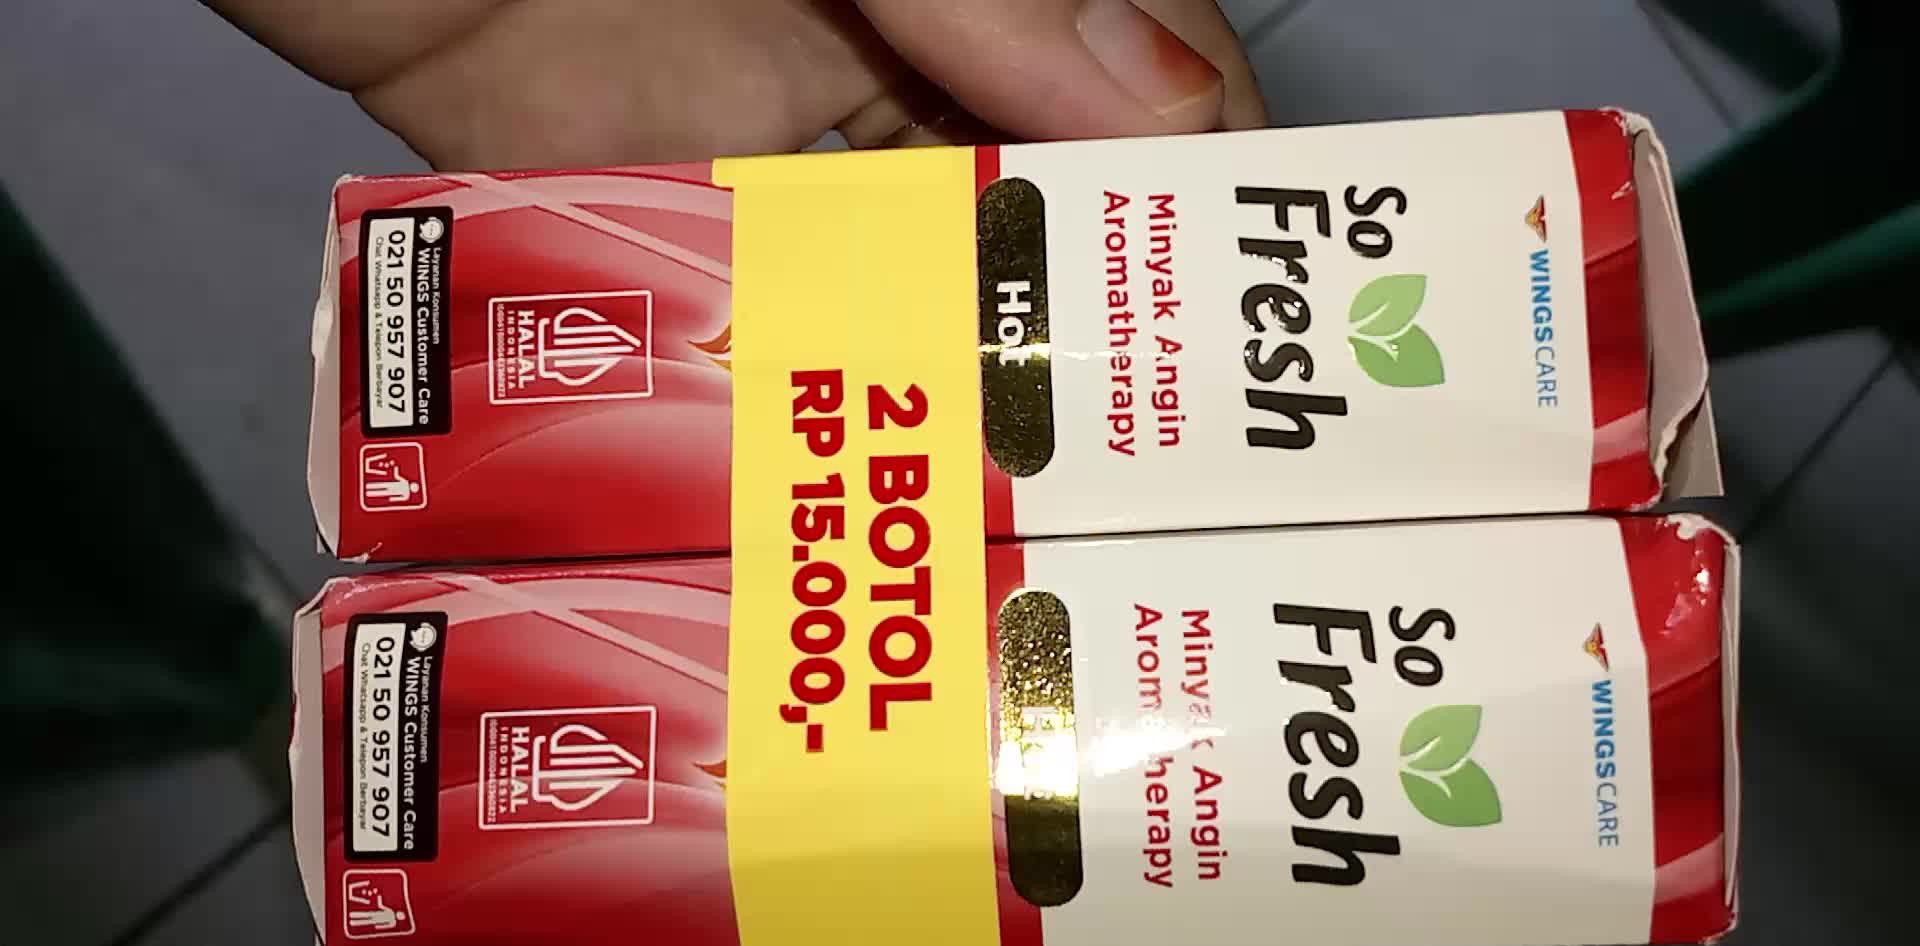 WINGSCARE
So
Fresh
Minyak Angin
Aromatherapy
Hot
2 BOTOL
RP 15.000,-
HALAL
INDONESIA
Layanan Konsumen
WINGS Customer Care
021 50 957 907
Chat Whatsapp & Telepon Berbayar
WINGSCARE
So
Fresh
Minyak Angin
Aromatherapy
HALAL
INDONESIA
Layanan Konsumen
WINGS Customer Care
021 50 957 907
Chat Whatsapp & Telepon Berbayar